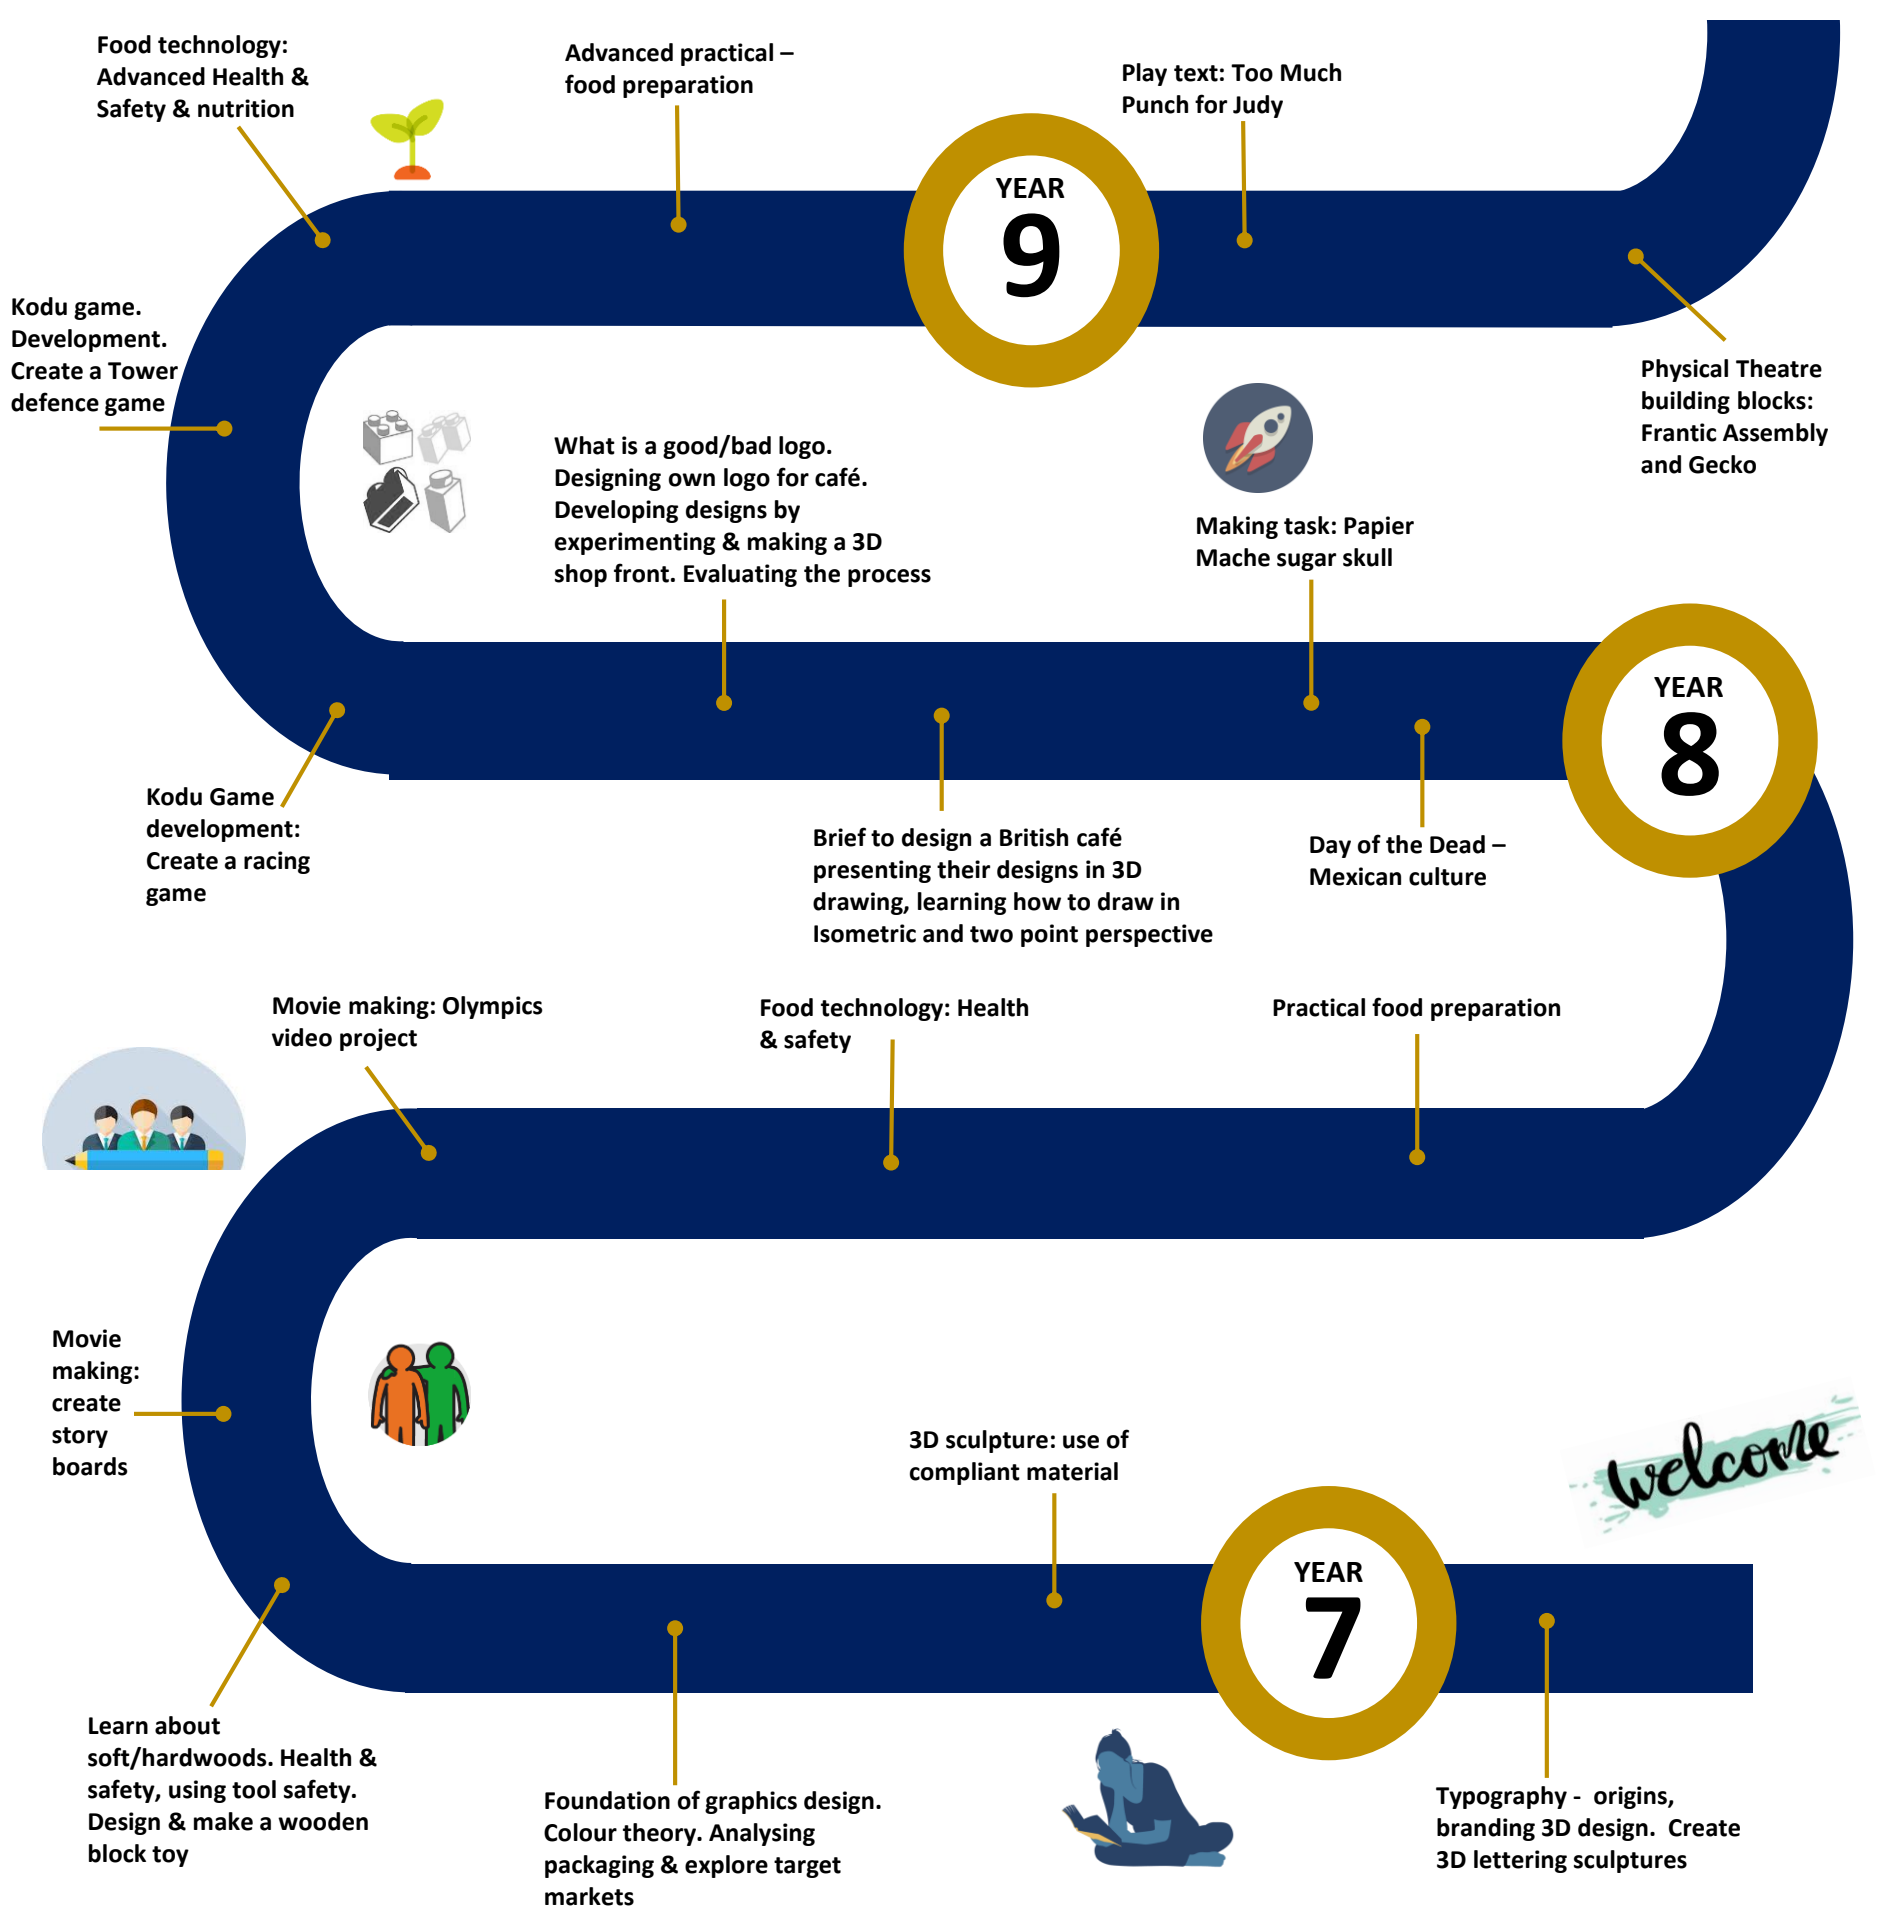 Food technology:
Advanced Health &
Safety & nutrition
Advanced practical –
food preparation
Play text: Too Much
Punch for Judy
YEAR
9
Kodu game.
Development.
Create a Tower
defence game
Physical Theatre
building blocks:
Frantic Assembly
and Gecko
What is a good/bad logo.
Designing own logo for café.
Developing designs by
experimenting & making a 3D
shop front. Evaluating the process
Making task: Papier
Mache sugar skull
YEAR
8
Kodu Game
development:
Create a racing
game
Brief to design a British café
presenting their designs in 3D
drawing, learning how to draw in
Isometric and two point perspective
Day of the Dead –
Mexican culture
Movie making: Olympics
video project
Food technology: Health
& safety
Practical food preparation
Movie
making:
create
story
boards
3D sculpture: use of
compliant material
welcome
YEAR
7
Learn about
soft/hardwoods. Health &
safety, using tool safety.
Design & make a wooden
block toy
Foundation of graphics design.
Colour theory. Analysing
packaging & explore target
markets
Typography -  origins,
branding 3D design.  Create
3D lettering sculptures